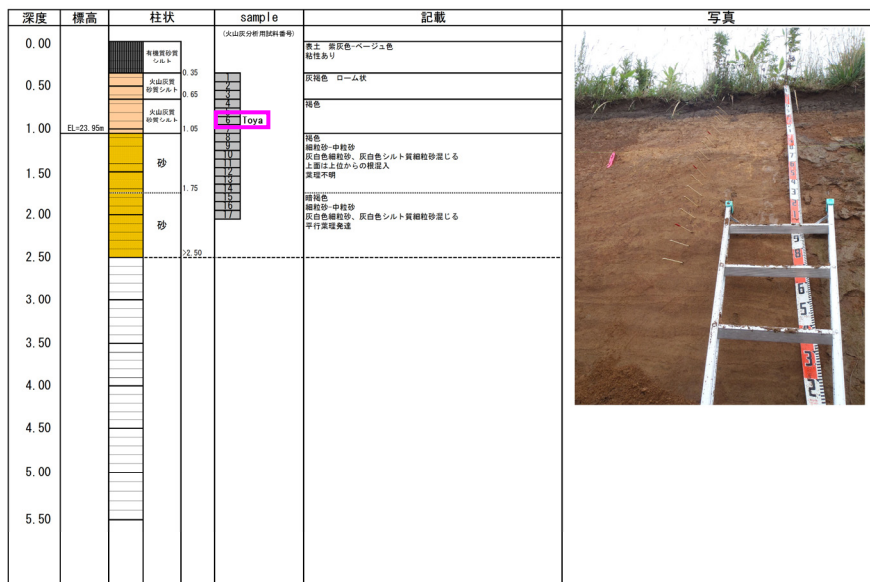 深度 標高 柱状 sample 記載 写真
(火山灰分析用試料番号)
0.00
有機質砂質
シルト
表土 紫灰色-ベージュ色
粘性あり
0.35
0.50
火山灰質
砂質シルト
灰褐色 ローム状
0.65
火山灰質
砂質シルト
褐色
1
2
3
4
6 Toya
8
9
10
11
12
13
14
15
16
17
1.00
EL=23.95m
1.05
砂
褐色
細粒砂-中粒砂
灰白色細粒砂、灰白色シルト質細粒砂混じる
上面は上位からの根混入
葉理不明
1.50
1.75
砂
暗褐色
細粒砂-中粒砂
灰白色細粒砂、灰白色シルト質細粒砂混じる
平行葉理発達
2.00
2.50
>2.50
3.00
3.50
4.00
4.50
5.00
5.50
9
8
6
5
3
2